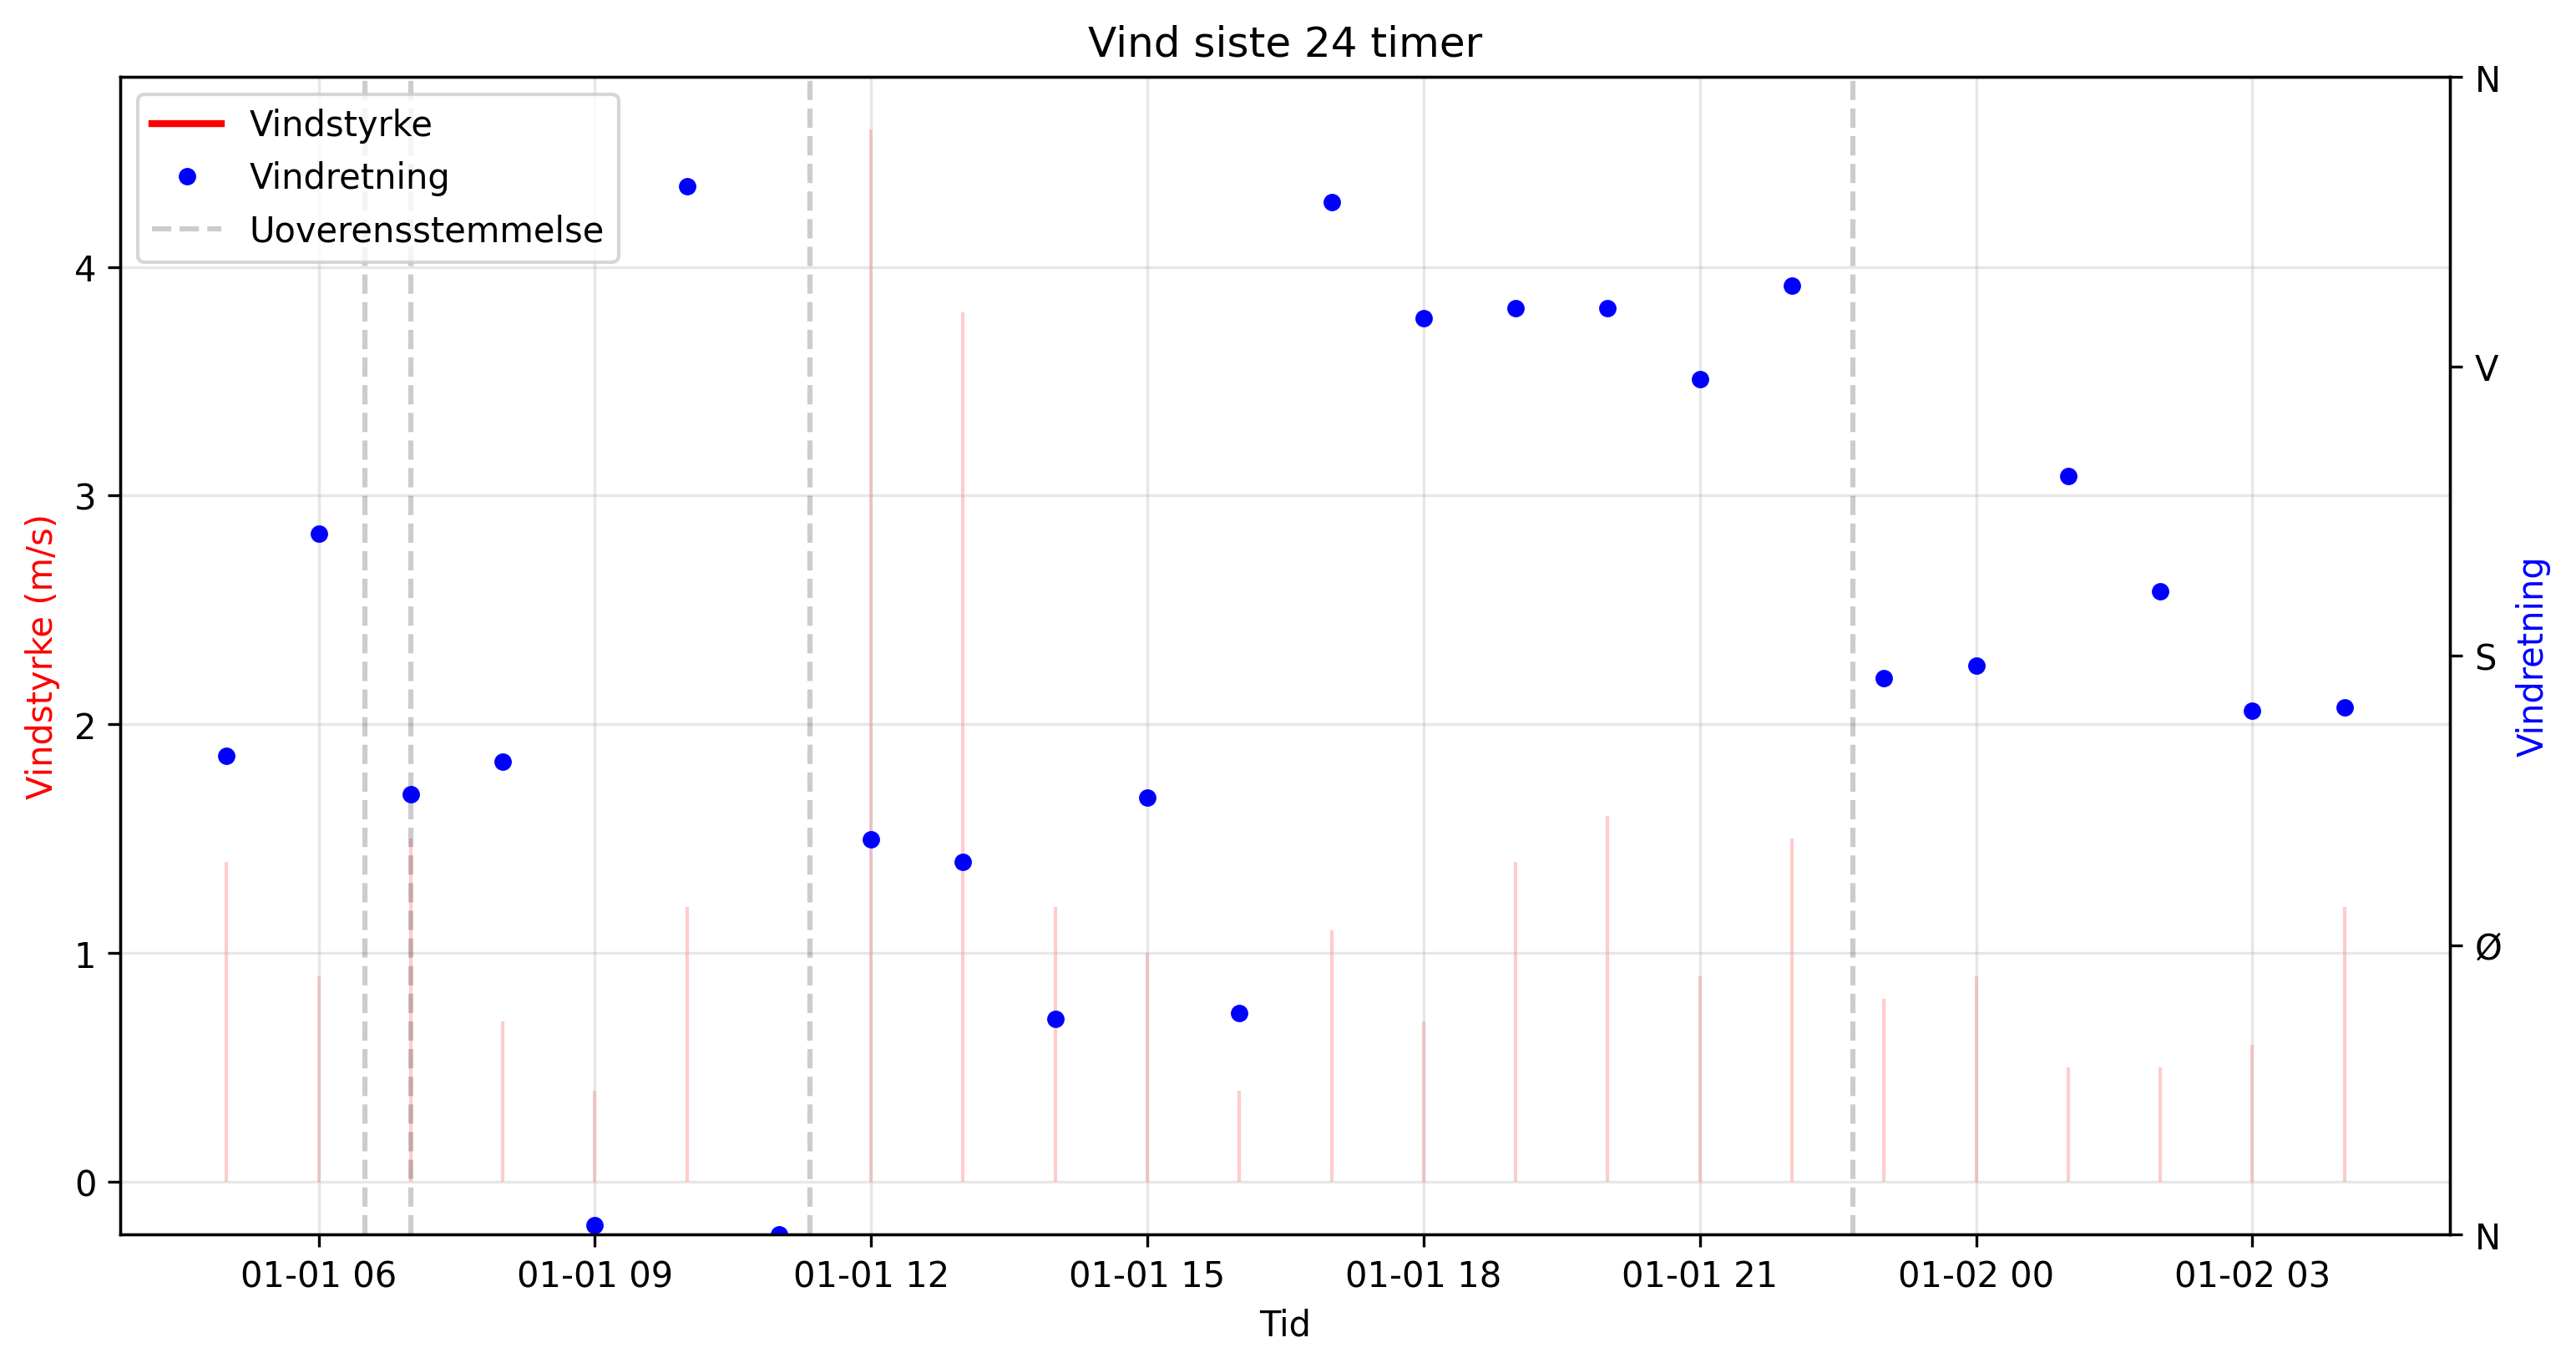 Vind siste 24 timer
Vindstyrke
Vindretning
Uoverensstemmelse
4
3
2
1
0
Vindstyrke (m/s)
N
V
S
Ø
N
Vindretning
01-01 06
01-01 09
01-01 12
01-01 15
01-01 18
01-01 21
01-02 00
01-02 03
Tid